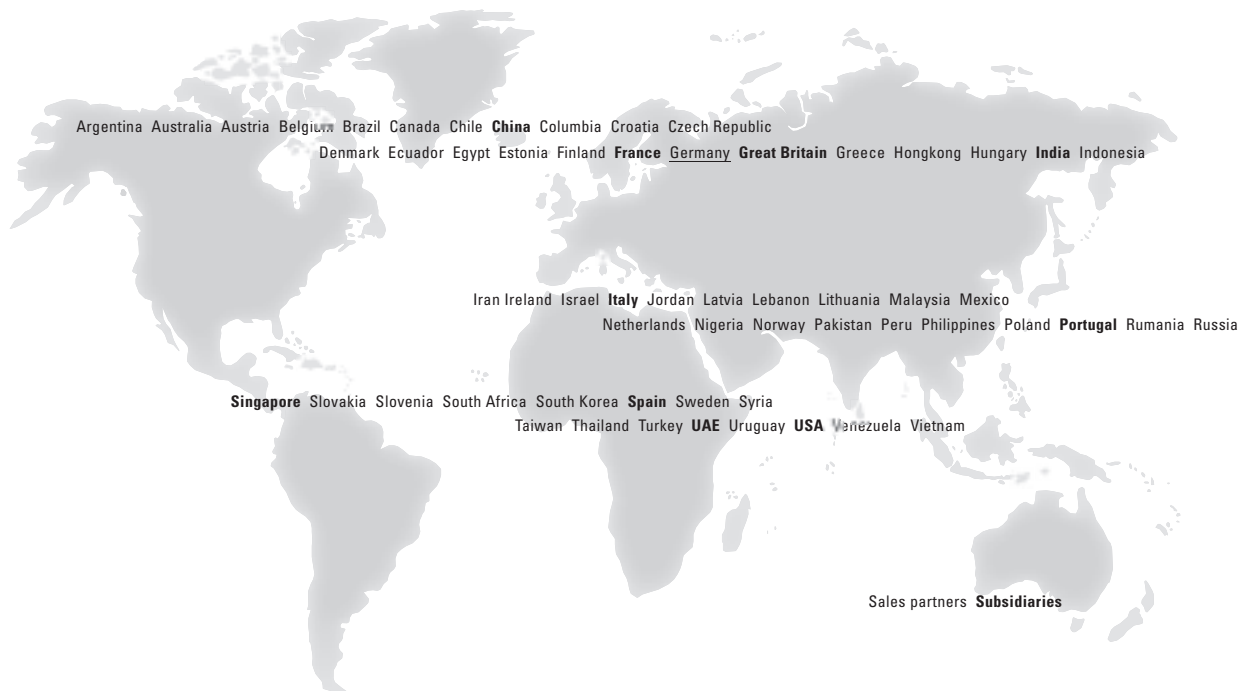 Argentina Australia Austria Belgium Brazil Canada Chile China Columbia Croatia Czech Republic
Denmark Ecuador Egypt Estonia Finland France Germany Great Britain Greece Hongkong Hungary India Indonesia
Iran Ireland Israel Italy Jordan Latvia Lebanon Lithuania Malaysia Mexico
Netherlands Nigeria Norway Pakistan Peru Philippines Poland Portugal Rumania Russia
Singapore Slovakia Slovenia South Africa South Korea Spain Sweden Syria
Taiwan Thailand Turkey UAE Uruguay USA Venezuela Vietnam
Sales partners Subsidiaries